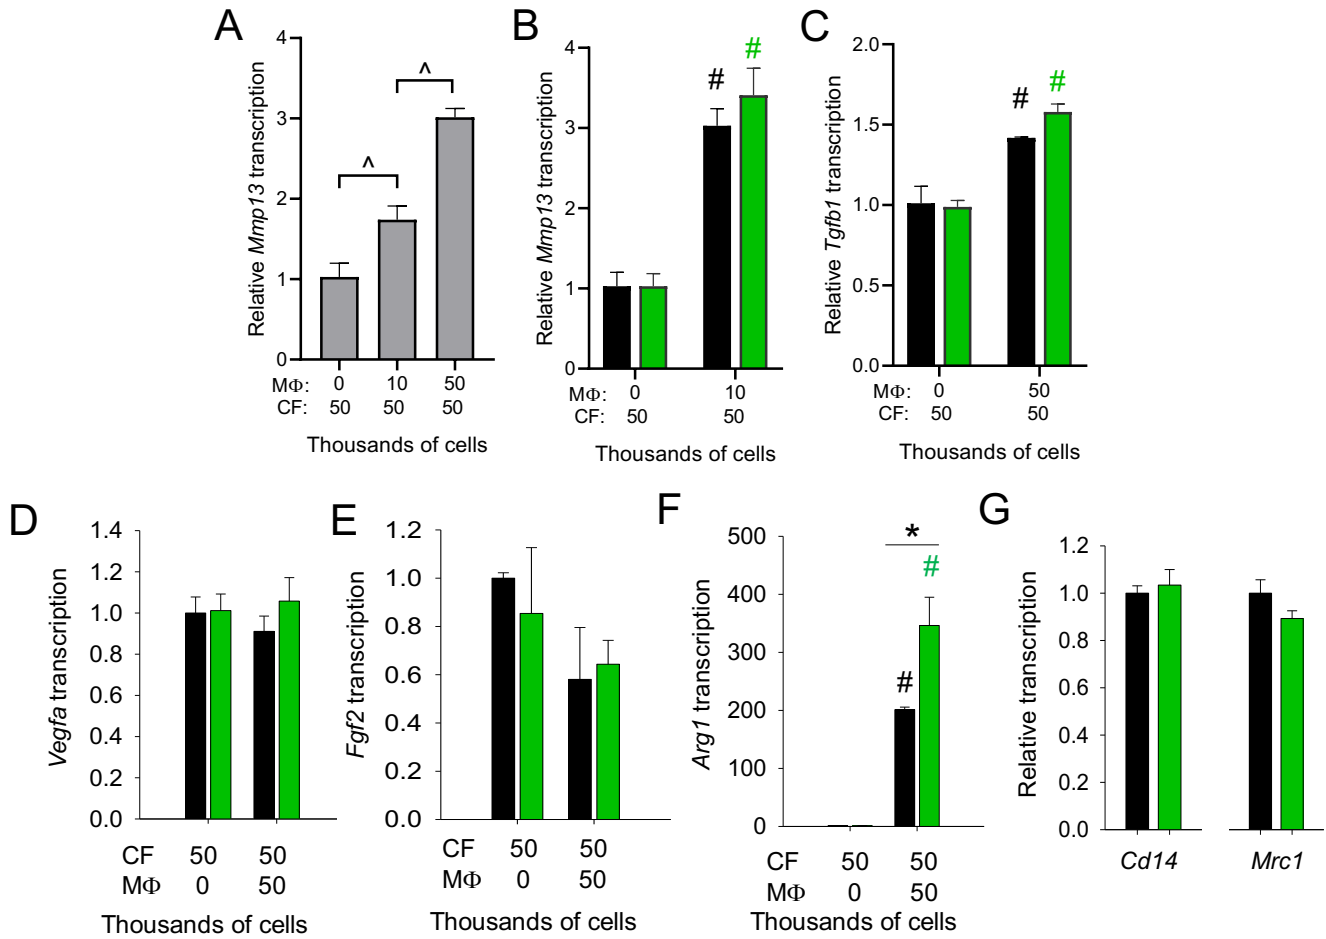 A
Relative Mmp13 transcription
4
3
2
1
0
^
^
MΦ: 0 10 50
CF: 50 50 50
Thousands of cells
B
Relative Mmp13 transcription
4
3
2
1
0
# #
MΦ: 0 10
CF: 50 50
Thousands of cells
C
Relative Tgfb1 transcription
2.0
1.5
1.0
0.5
0.0
# #
MΦ: 0 50
CF: 50 50
Thousands of cells
D
Vegfa transcription
1.4
1.2
1.0
0.8
0.6
0.4
0.2
0.0
CF 50 50
MΦ 0 50
Thousands of cells
E
Fgf2 transcription
1.2
1.0
0.8
0.6
0.4
0.2
0.0
50 50
0 50
Thousands of cells
F
Arg1 transcription
500
400
300
200
100
0
*
# #
CF 50 50
MΦ 0 50
Thousands of cells
G
Relative transcription
1.2
1.0
0.8
0.6
0.4
0.2
0.0
Cd14 Mrc1